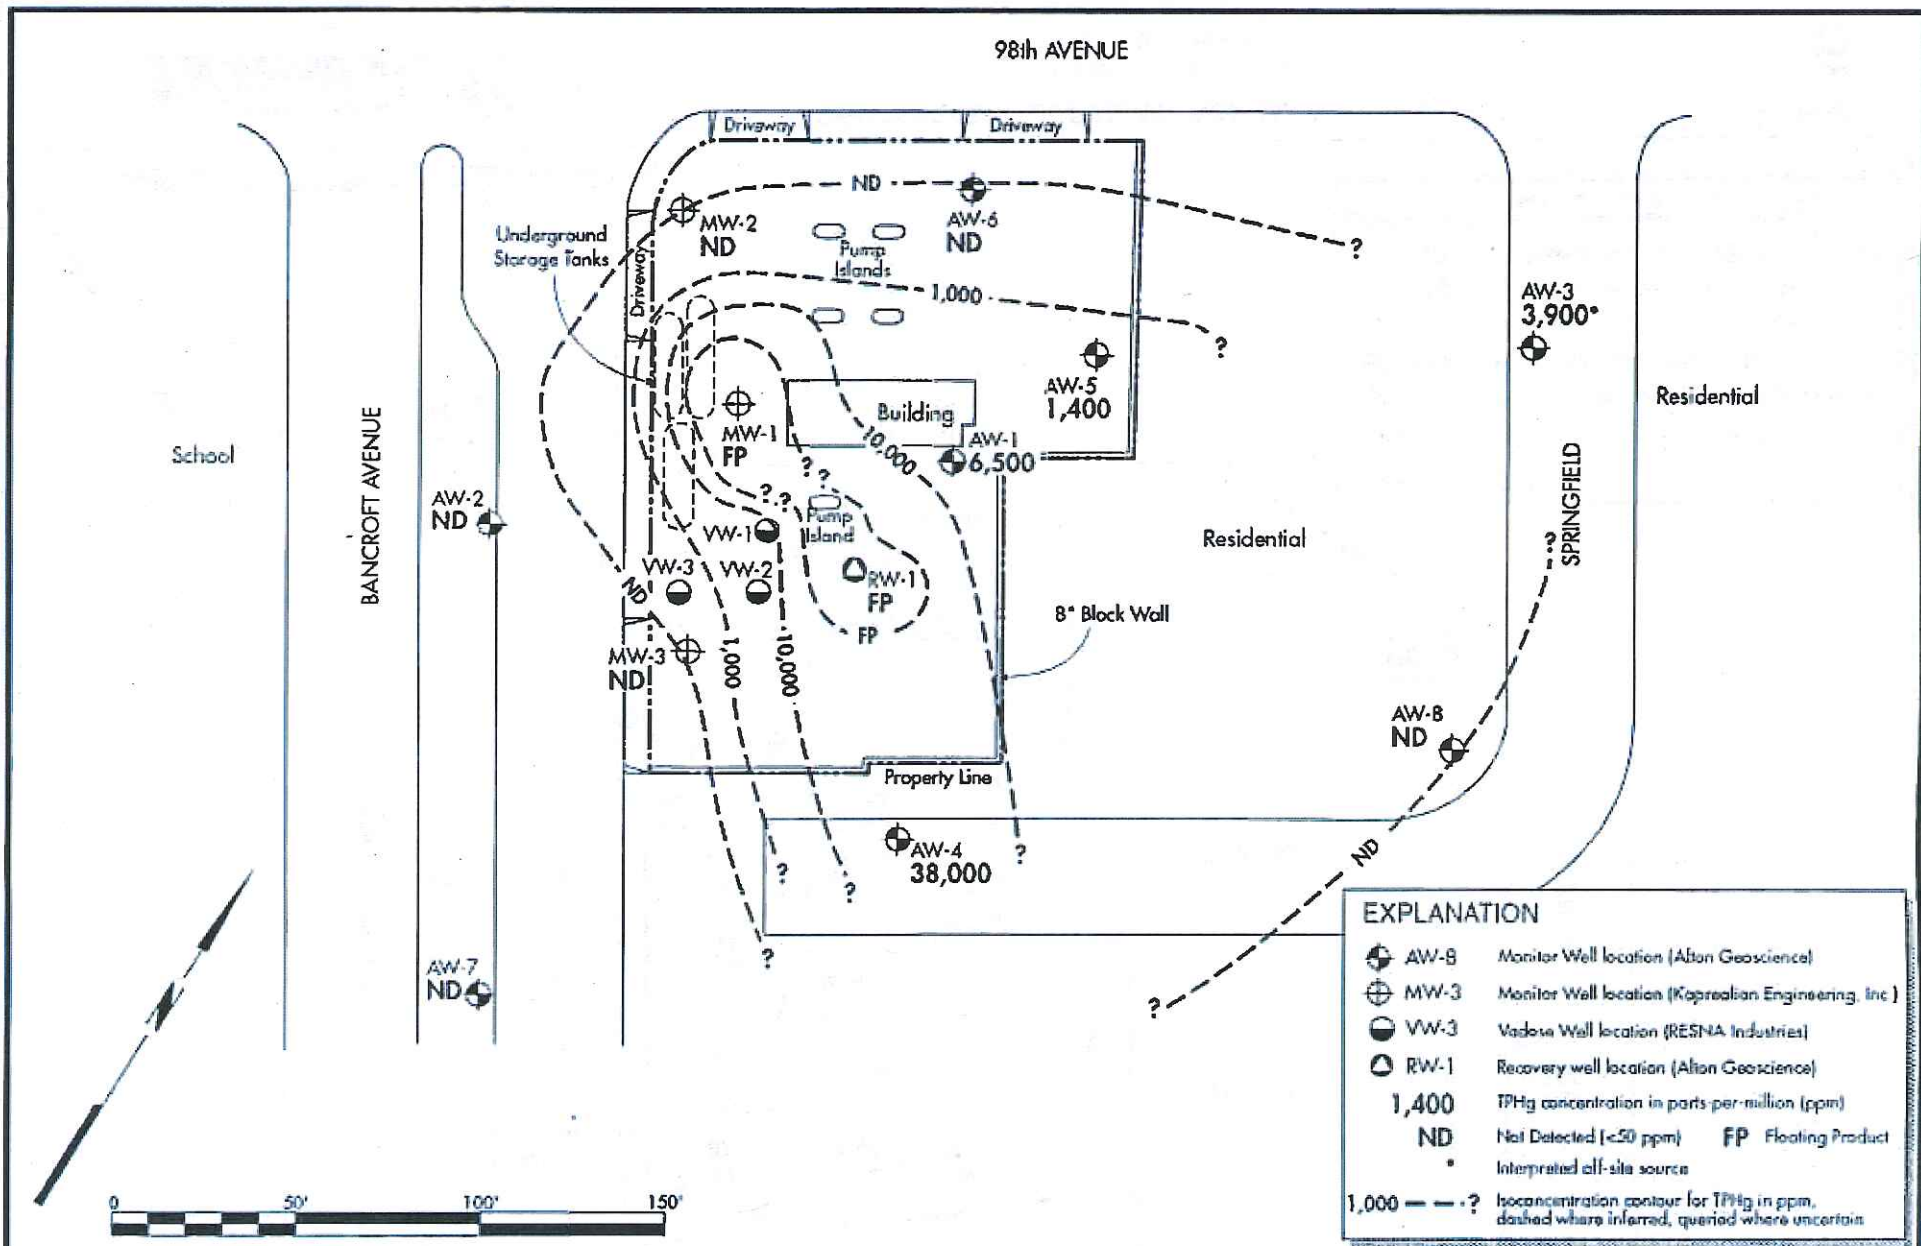 98th AVENUE
Driveway
Driveway
ND
MW-2
ND
AW-6
ND
Underground
Storage Tanks
Driveway
Pump
Islands
1,000
?
?
AW-3
3,900*
AW-5
1,400
Residential
Building
MW-1
FP
10,000
AW-1
6,500
School
BANCROFT AVENUE
AW-2
ND
?
?
? ?
Pump
Island
VW-1
VW-3
VW-2
RW-1
FP
FP
ND
Residential
SPRINGFIELD
?
8" Block Wall
MW-3
ND
1,000
10,000
AW-8
ND
Property Line
AW-4
38,000
?
?
?
?
ND
AW-7
ND
?
0 50' 100' 150'
EXPLANATION
AW-8 Monitor Well location (Alton Geoscience)
MW-3 Monitor Well location (Kaprealian Engineering, Inc)
VW-3 Vadose Well location (RESNA Industries)
RW-1 Recovery well location (Alton Geoscience)
1,400 TPHg concentration in parts-per-million (ppm)
ND Not Detected (<50 ppm) FP Floating Product
* Interpreted off-site source
1,000 — — -? Isoconcentration contour for TPHg in ppm,
dashed where inferred, queried where uncertain